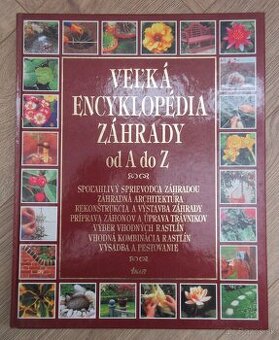 VEĽKÁ
ENCYKLOPÉDIA
ZÁHRADY
od A do Z
SPOĽAHLIVÝ SPRIEVODCA ZÁHRADOU
ZÁHRADNÁ ARCHITEKTÚRA
REKONŠTRUKCIA A VÝSTAVBA ZÁHRADY
PRÍPRAVA ZÁHONOV A ÚPRAVA TRÁVNIKOV
VÝBER VHODNÝCH RASTLÍN
VHODNÁ KOMBINÁCIA RASTLÍN
VÝSADBA A PESTOVANIE
IKAR